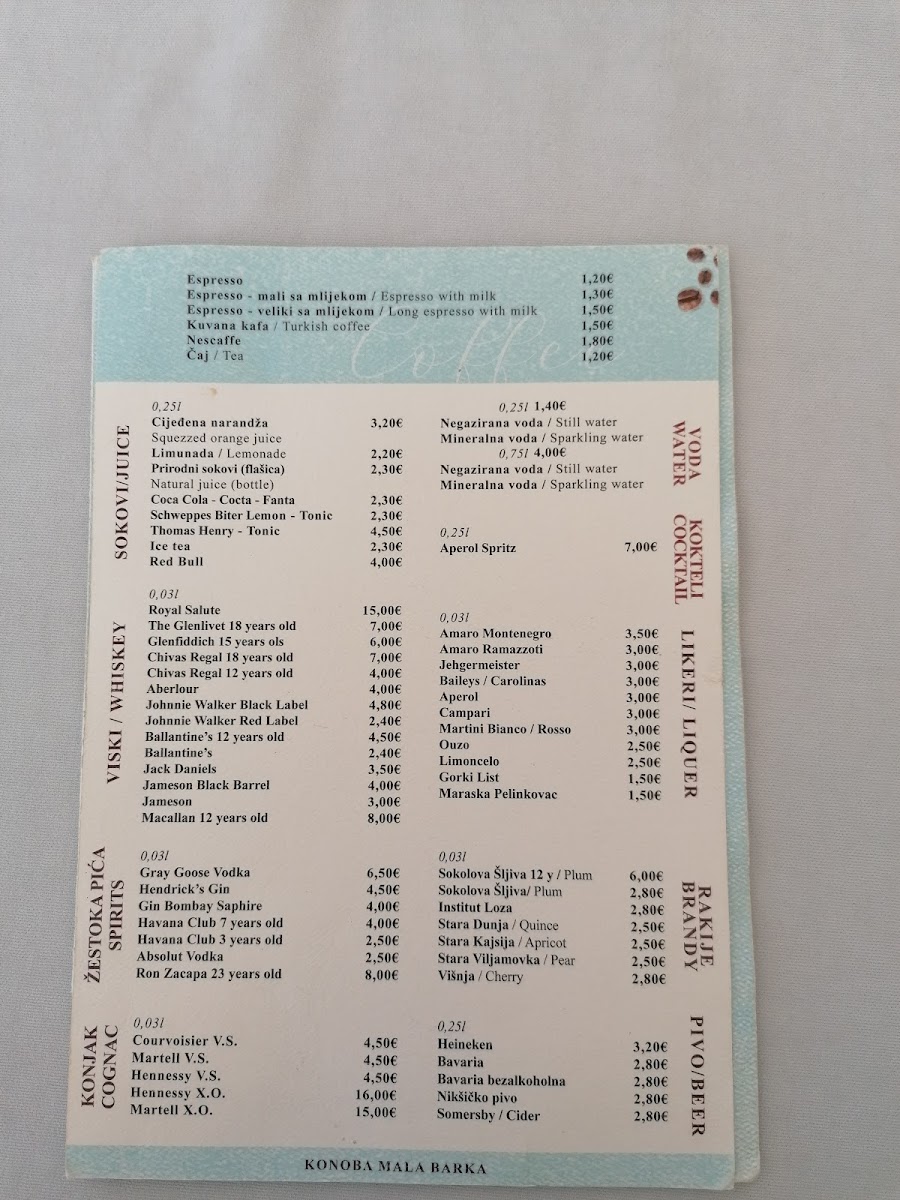 Coffe
Espresso 1,20€
Espresso - mali sa mlijekom / Espresso with milk 1,30€
Espresso - veliki sa mlijekom / Long espresso with milk 1,50€
Kuvana kafa / Turkish coffee 1,50€
Nescaffe 1,80€
Čaj / Tea 1,20€
SOKOVI/JUICE
0,25l
Cijeđena narandža 3,20€
Squezzed orange juice
Limunada / Lemonade 2,20€
Prirodni sokovi (flašica) 2,30€
Natural juice (bottle)
Coca Cola - Cocta - Fanta 2,30€
Schweppes Biter Lemon - Tonic 2,30€
Thomas Henry - Tonic 4,50€
Ice tea 2,30€
Red Bull 4,00€
VISKI / WHISKEY
0,03l
Royal Salute 15,00€
The Glenlivet 18 years old 7,00€
Glenfiddich 15 years ols 6,00€
Chivas Regal 18 years old 7,00€
Chivas Regal 12 years old 4,00€
Aberlour 4,00€
Johnnie Walker Black Label 4,80€
Johnnie Walker Red Label 2,40€
Ballantine's 12 years old 4,50€
Ballantine's 2,40€
Jack Daniels 3,50€
Jameson Black Barrel 4,00€
Jameson 3,00€
Macallan 12 years old 8,00€
ŽESTOKA PIĆA
SPIRITS
0,03l
Gray Goose Vodka 6,50€
Hendrick's Gin 4,50€
Gin Bombay Saphire 4,00€
Havana Club 7 years old 4,00€
Havana Club 3 years old 2,50€
Absolut Vodka 2,50€
Ron Zacapa 23 years old 8,00€
KONJAK
COGNAC
0,03l
Courvoisier V.S. 4,50€
Martell V.S. 4,50€
Hennessy V.S. 4,50€
Hennessy X.O. 16,00€
Martell X.O. 15,00€
VODA
WATER
0,25l 1,40€
Negazirana voda / Still water
Mineralna voda / Sparkling water
0,75l 4,00€
Negazirana voda / Still water
Mineralna voda / Sparkling water
KOKTELI
COCKTAIL
0,25l
Aperol Spritz 7,00€
LIKERI/ LIQUER
0,03l
Amaro Montenegro 3,50€
Amaro Ramazzoti 3,00€
Jehgermeister 3,00€
Baileys / Carolinas 3,00€
Aperol 3,00€
Campari 3,00€
Martini Bianco / Rosso 3,00€
Ouzo 2,50€
Limoncelo 2,50€
Gorki List 1,50€
Maraska Pelinkovac 1,50€
RAKIJE
BRANDY
0,03l
Sokolova Šljiva 12 y / Plum 6,00€
Sokolova Šljiva/ Plum 2,80€
Institut Loza 2,80€
Stara Dunja / Quince 2,50€
Stara Kajsija / Apricot 2,50€
Stara Viljamovka / Pear 2,50€
Višnja / Cherry 2,80€
PIVO/BEER
0,25l
Heineken 3,20€
Bavaria 2,80€
Bavaria bezalkoholna 2,80€
Nikšičko pivo 2,80€
Somersby / Cider 2,80€
KONOBA MALA BARKA